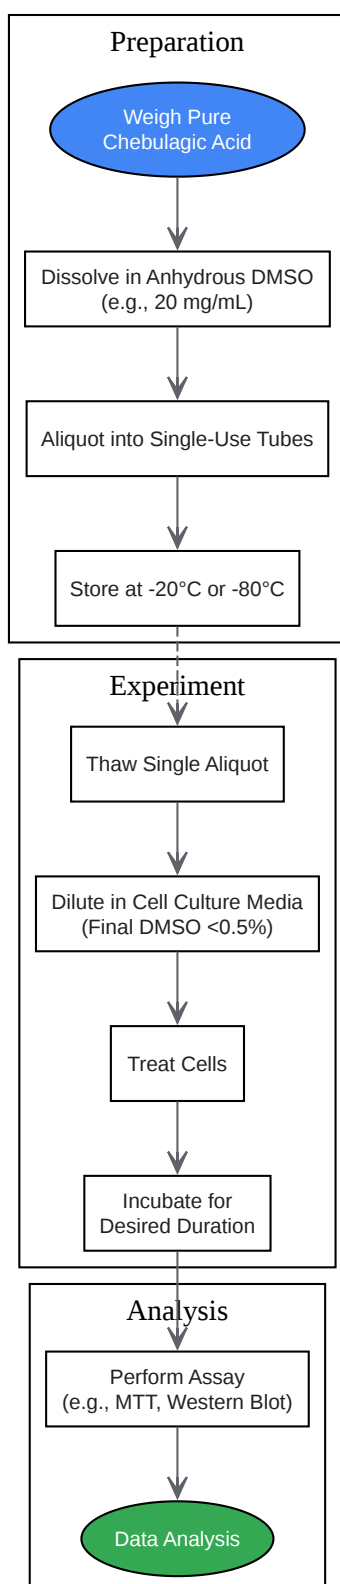 Preparation
Weigh Pure
Chebulagic Acid
Dissolve in Anhydrous DMSO
(e.g., 20 mg/mL)
Aliquot into Single-Use Tubes
Store at -20°C or -80°C
Experiment
Thaw Single Aliquot
Dilute in Cell Culture Media
(Final DMSO <0.5%)
Treat Cells
Incubate for
Desired Duration
Analysis
Perform Assay
(e.g., MTT, Western Blot)
Data Analysis